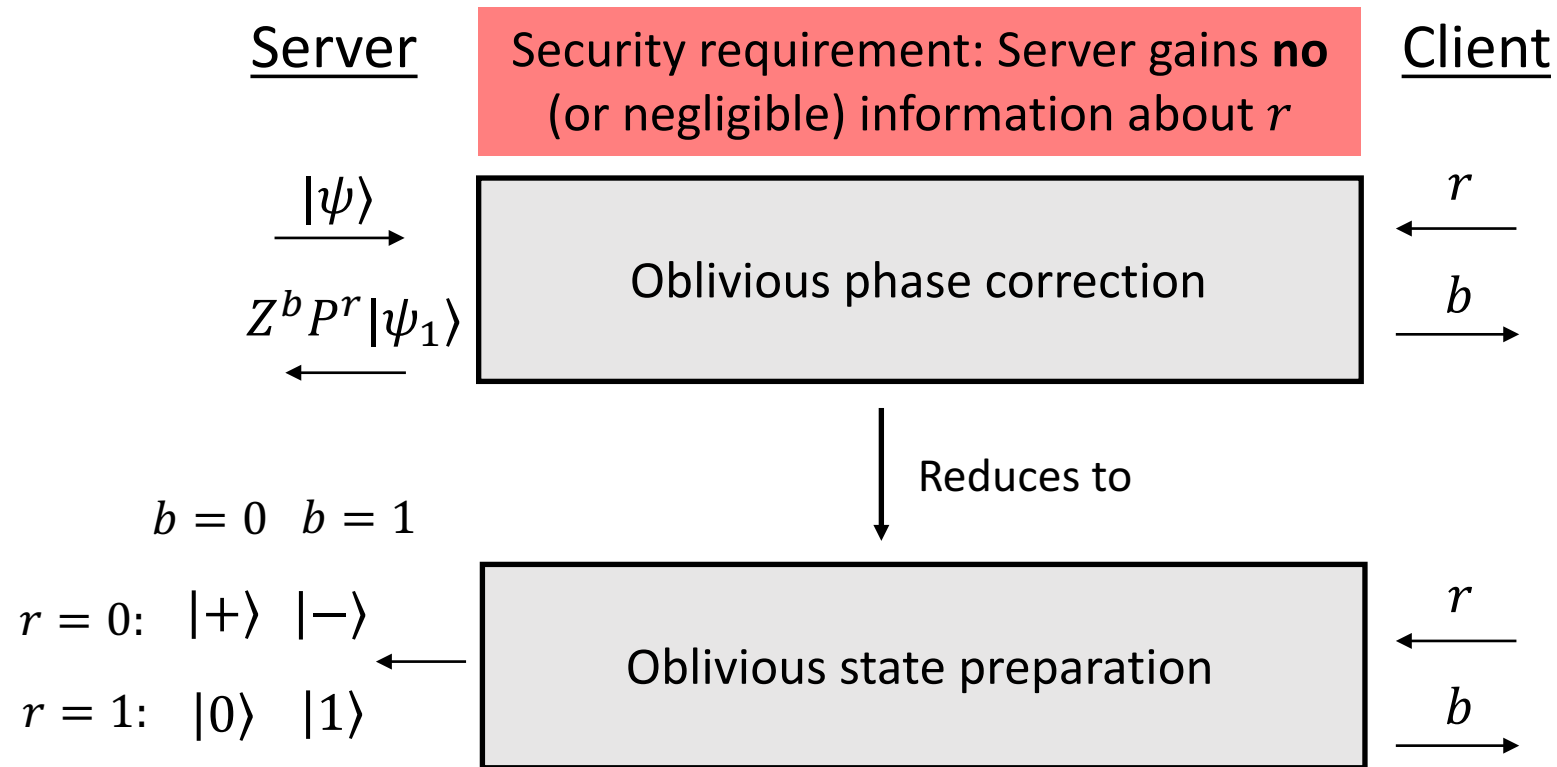 Server
Security requirement: Server gains no
(or negligible) information about r
Client
|ψ⟩
r
Oblivious phase correction
Z^b P^r |ψ_1⟩
b
Reduces to
b = 0 b = 1
r = 0: |+⟩ |−⟩
r
Oblivious state preparation
r = 1: |0⟩ |1⟩
b